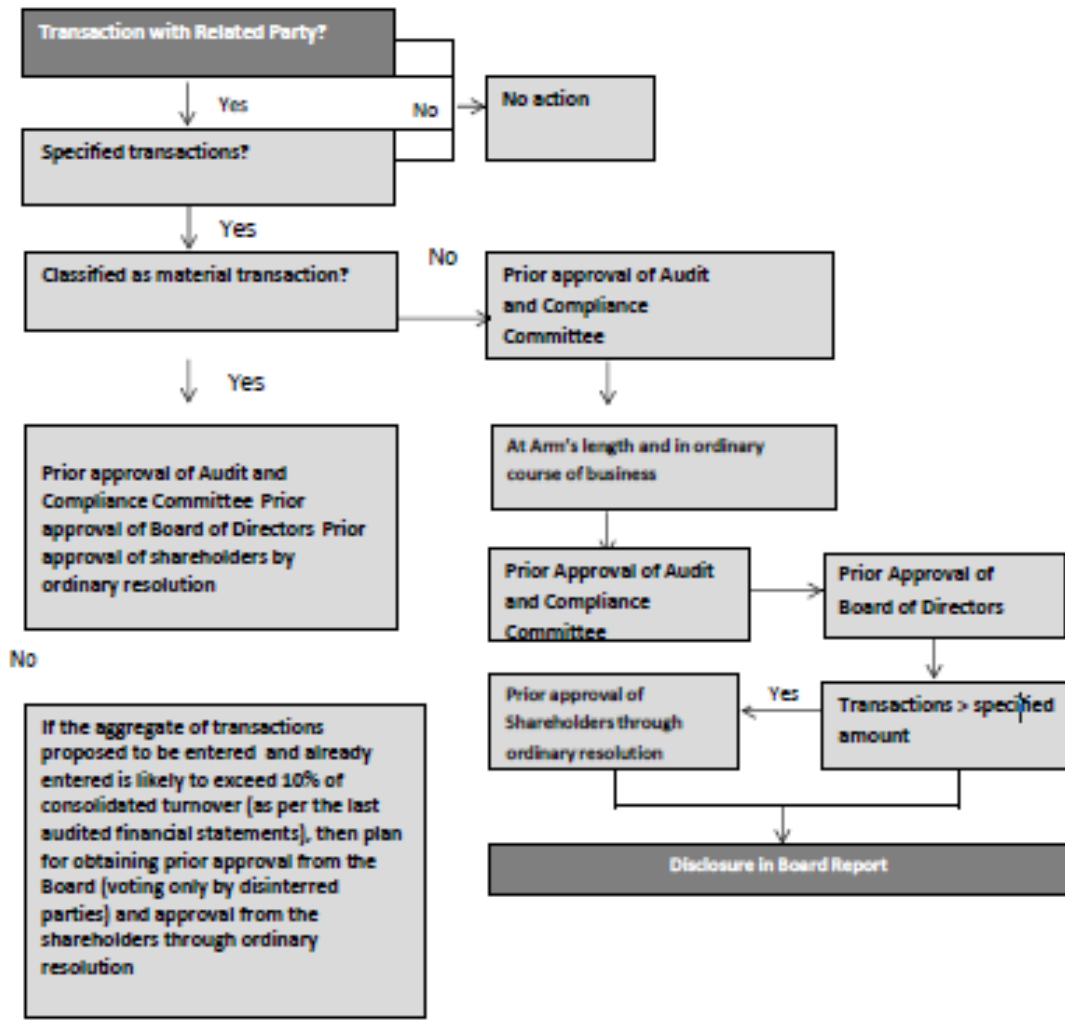 Transaction with Related Party?
Yes
No
No action
Specified transactions?
Yes
Classified as material transaction?
No
Prior approval of Audit
and Compliance
Committee
Yes
Prior approval of Audit and
Compliance Committee Prior
approval of Board of Directors Prior
approval of shareholders by
ordinary resolution
At Arm's length and in ordinary
course of business
Prior Approval of Audit
and Compliance
Committee
Prior Approval of
Board of Directors
No
Prior approval of
Shareholders through
ordinary resolution
Yes
Transactions > specified
amount
If the aggregate of transactions
proposed to be entered and already
entered is likely to exceed 10% of
consolidated turnover (as per the last
audited financial statements), then plan
for obtaining prior approval from the
Board (voting only by disinterred
parties) and approval from the
shareholders through ordinary
resolution
Disclosure in Board Report